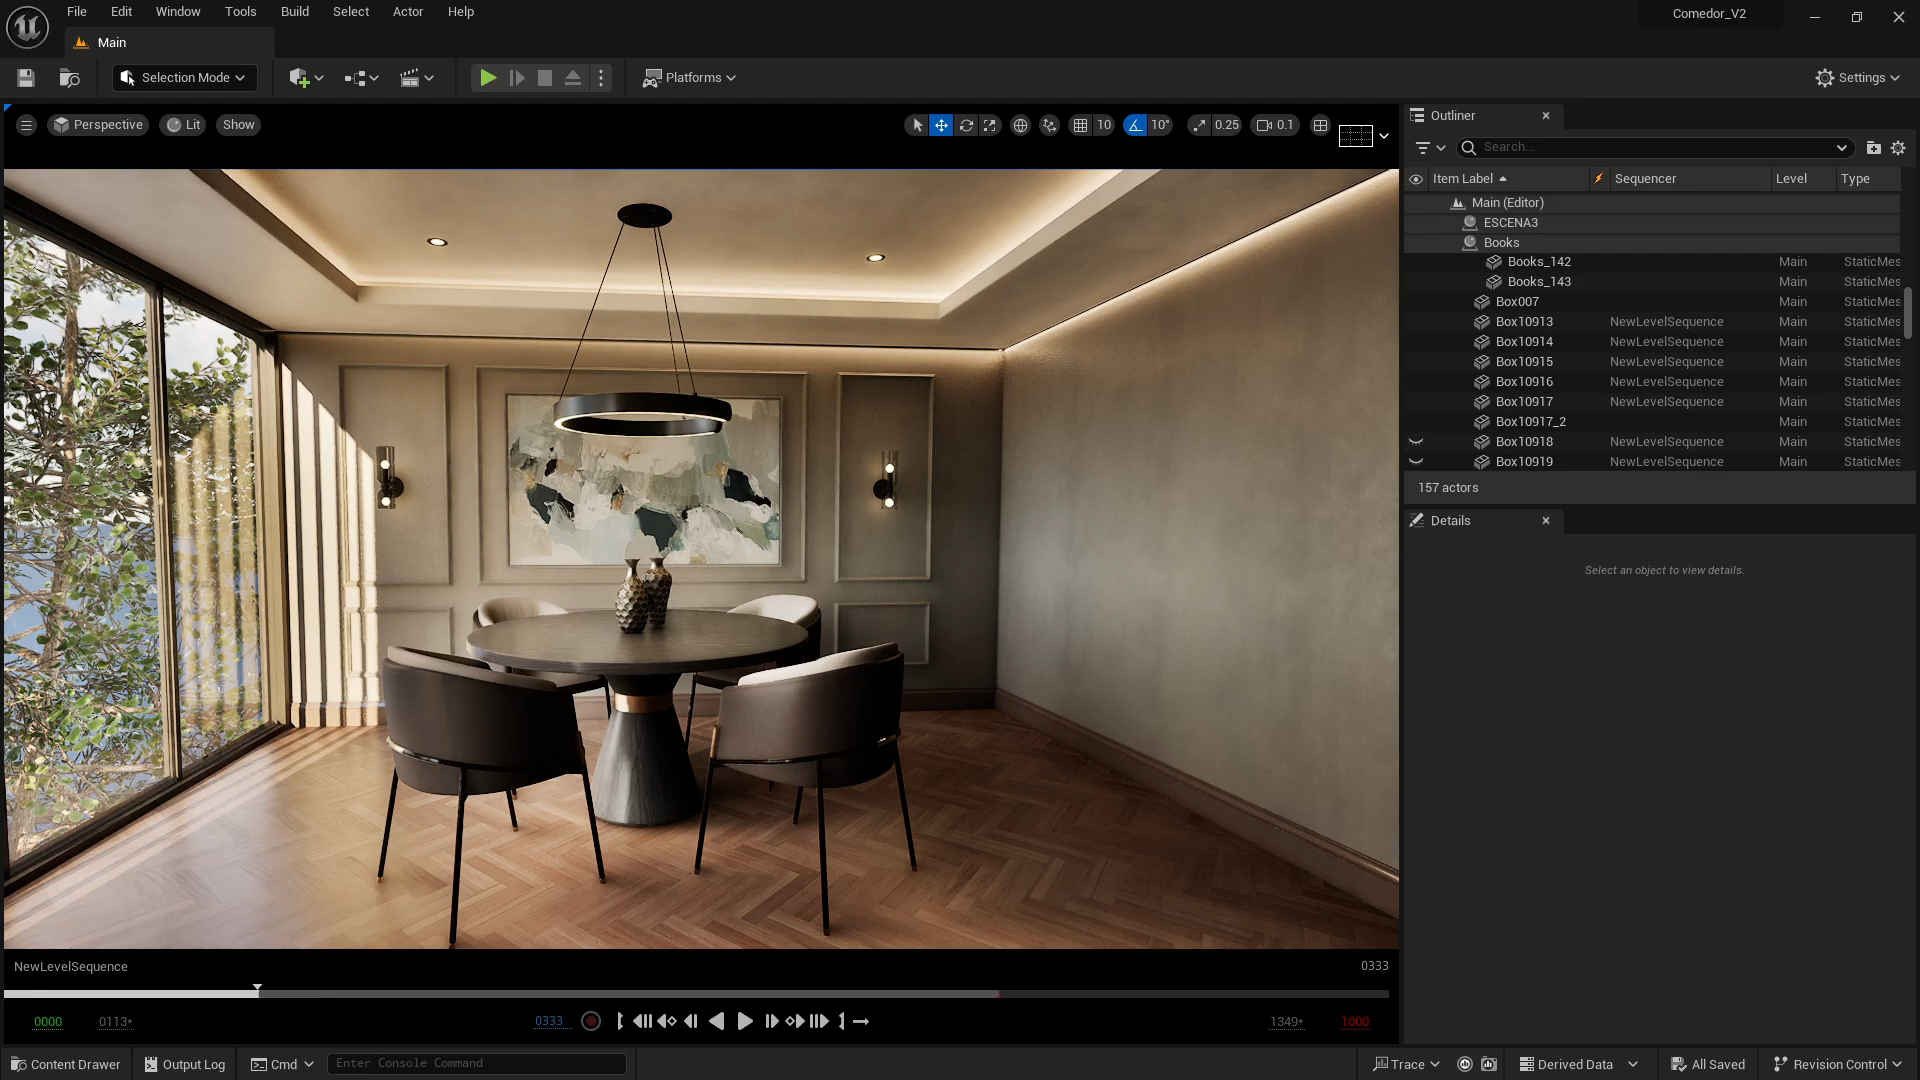 File Edit Window Tools Build Select Actor Help
Comedor_V2
Main
Selection Mode
Platforms
Settings
Perspective Lit Show
10 10° 0.25 0.1
Outliner
Search...
Item Label Sequencer Level Type
Main (Editor)
ESCENA3
Books
Books_142 Main StaticMes
Books_143 Main StaticMes
Box007 Main StaticMes
Box10913 NewLevelSequence Main StaticMes
Box10914 NewLevelSequence Main StaticMes
Box10915 NewLevelSequence Main StaticMes
Box10916 NewLevelSequence Main StaticMes
Box10917 NewLevelSequence Main StaticMes
Box10917_2 Main StaticMes
Box10918 NewLevelSequence Main StaticMes
Box10919 NewLevelSequence Main StaticMes
157 actors
Details
Select an object to view details.
NewLevelSequence 0333
0000 0113* 0333 1349* 1000
Content Drawer Output Log Cmd Enter Console Command Trace Derived Data All Saved Revision Control